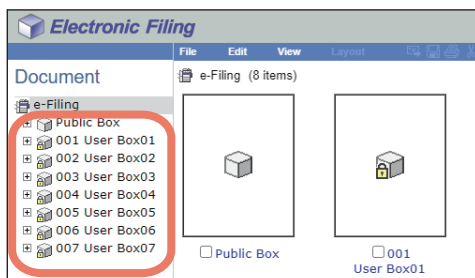 Electronic Filing
File Edit View Layout
Document
e-Filing (8 items)
e-Filing
Public Box
001 User Box01
002 User Box02
003 User Box03
004 User Box04
005 User Box05
006 User Box06
007 User Box07
Public Box
001
User Box01